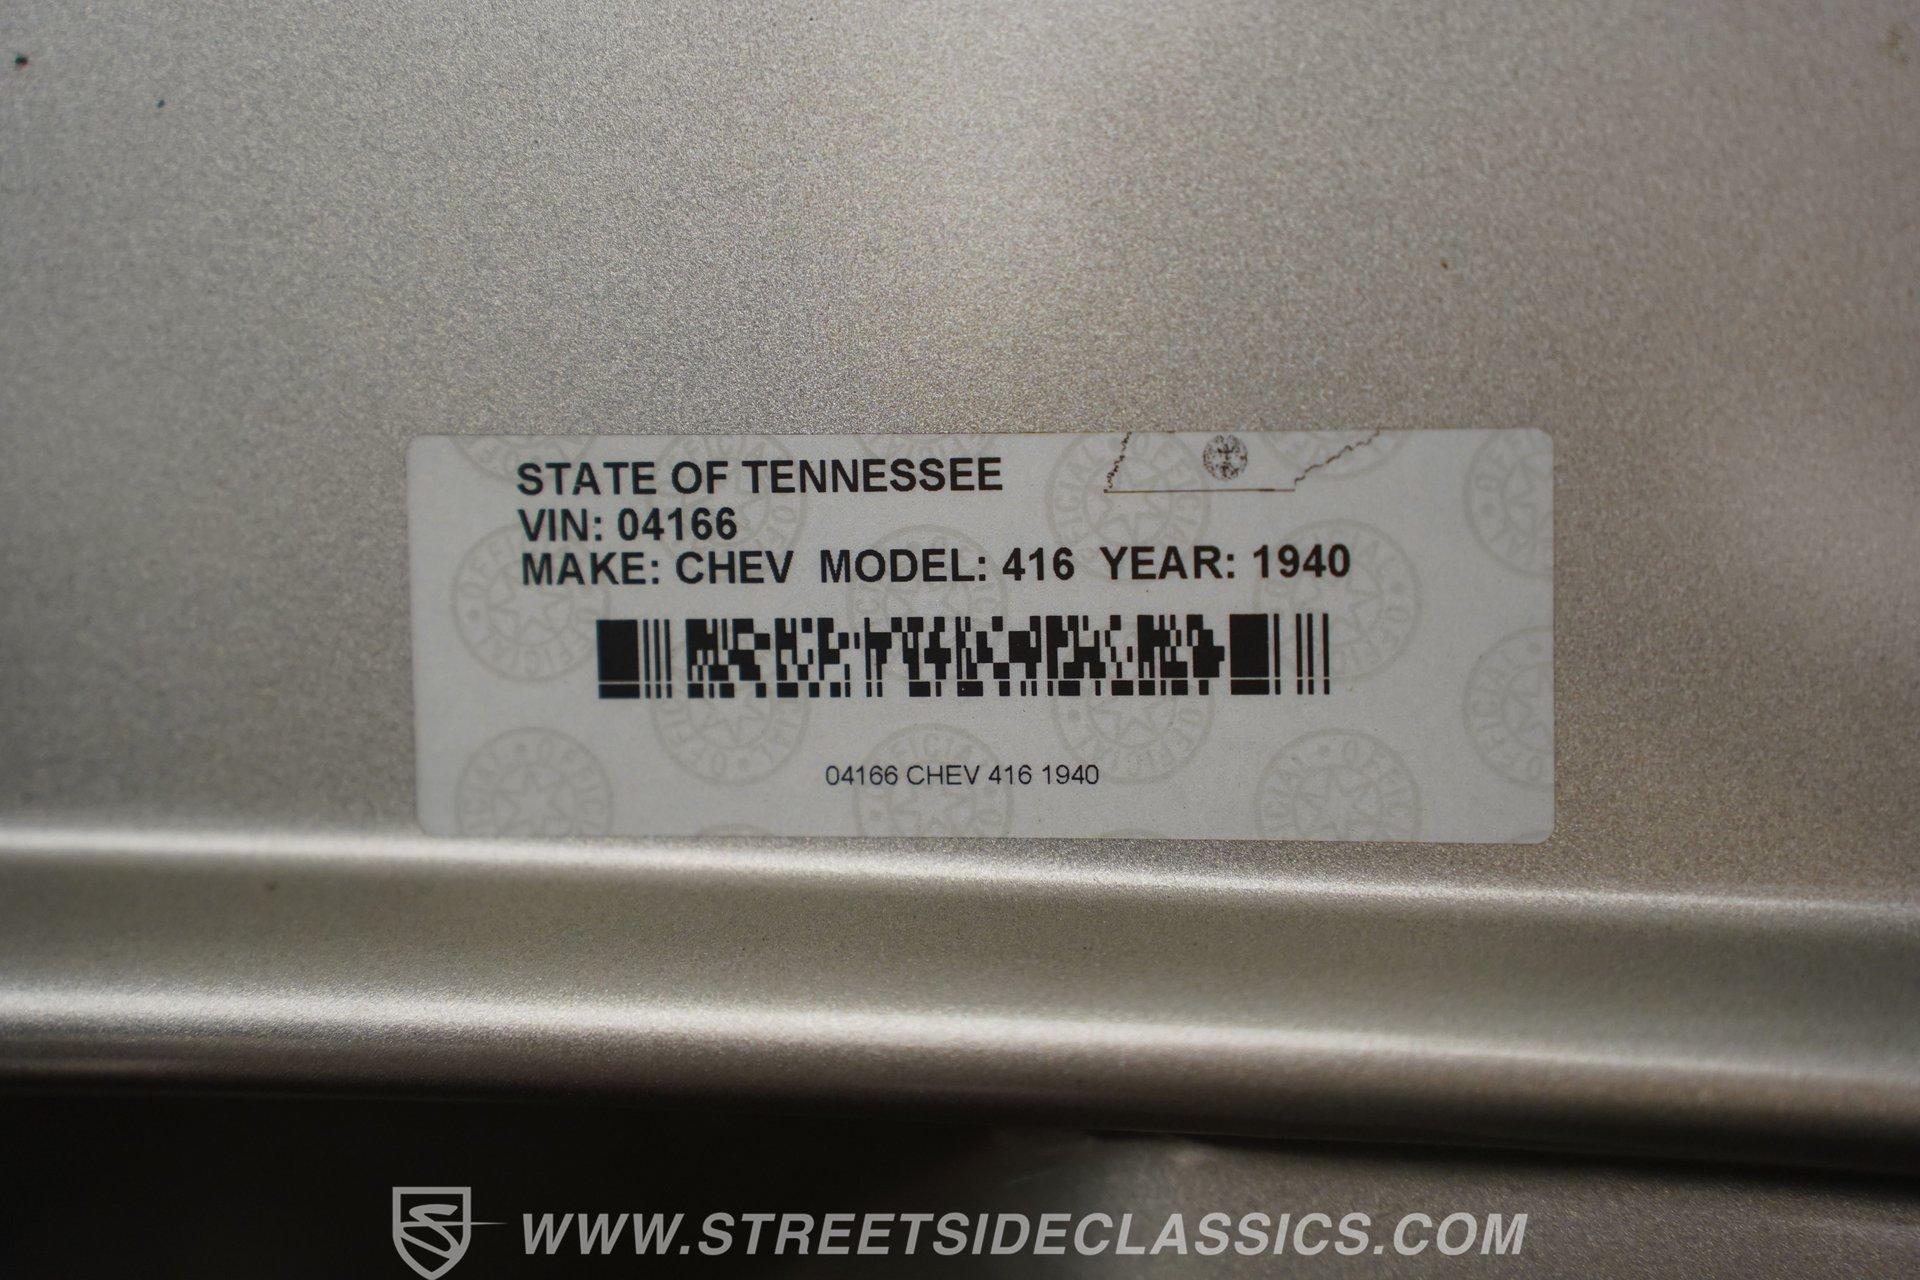 STATE OF TENNESSEE
VIN: 04166
MAKE: CHEV MODEL: 416 YEAR: 1940
04166 CHEV 416 1940
WWW.STREETSIDECLASSICS.COM